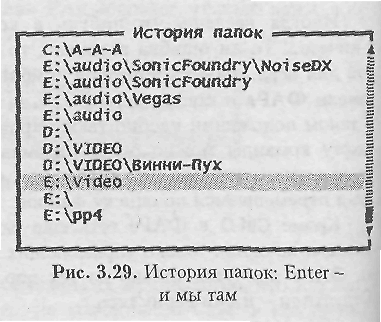 История папок
C:\A-A-A
E:\audio\SonicFoundry\NoiseDX
E:\audio\SonicFoundry
E:\audio\Vegas
E:\audio
D:\
D:\VIDEO
D:\VIDEO\Винни-Пух
E:\Video
E:\
E:\pp4
Рис. 3.29. История папок: Enter –
и мы там